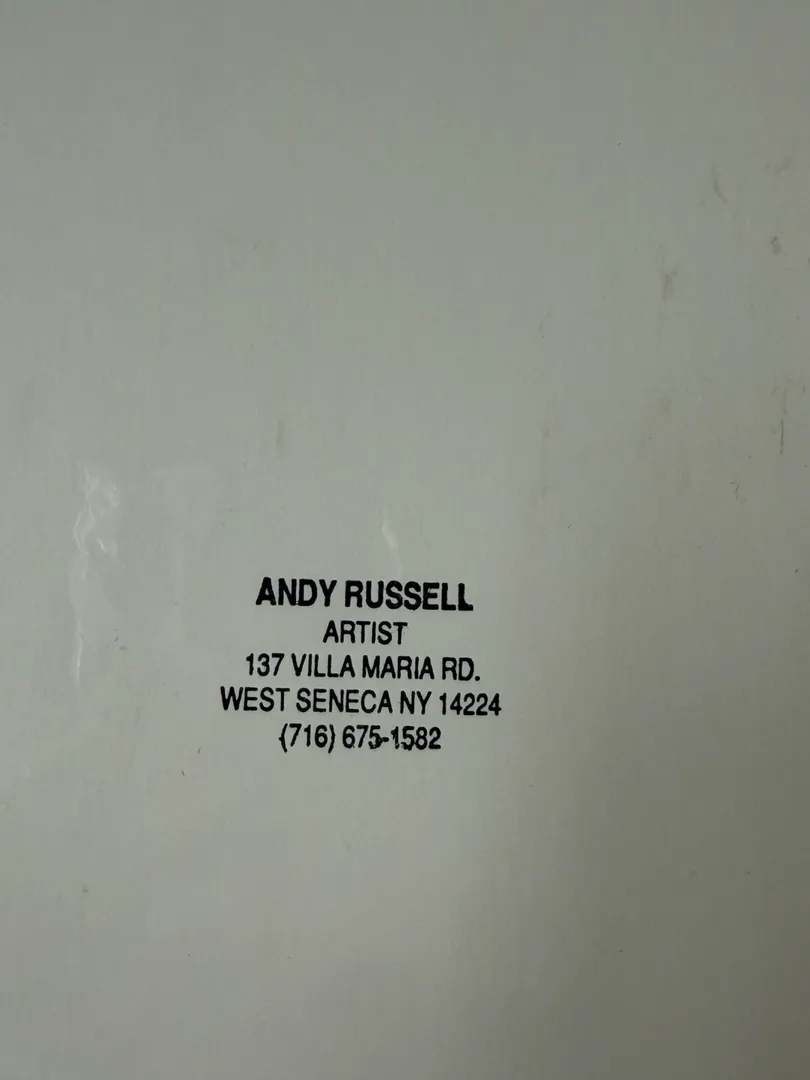 ANDY RUSSELL
ARTIST
137 VILLA MARIA RD.
WEST SENECA NY 14224
(716) 675-1582